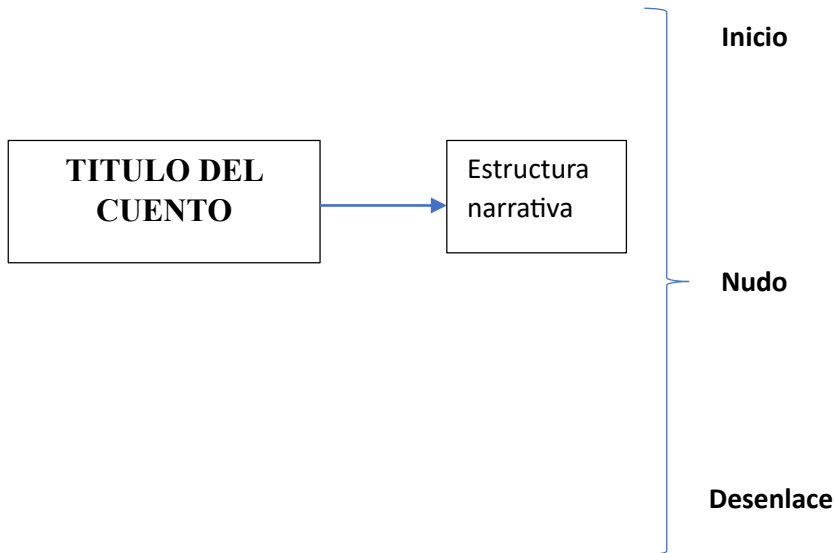 TITULO DEL
CUENTO
Estructura
narrativa
Inicio
Nudo
Desenlace